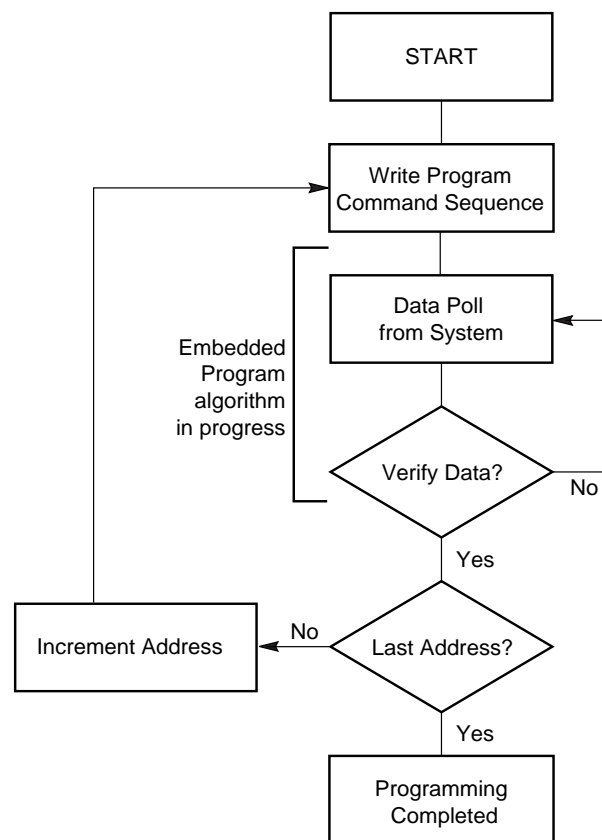 START
Write Program
Command Sequence
Data Poll
from System
Embedded
Program
algorithm
in progress
Verify Data?
No
Yes
Increment Address
No
Last Address?
Yes
Programming
Completed